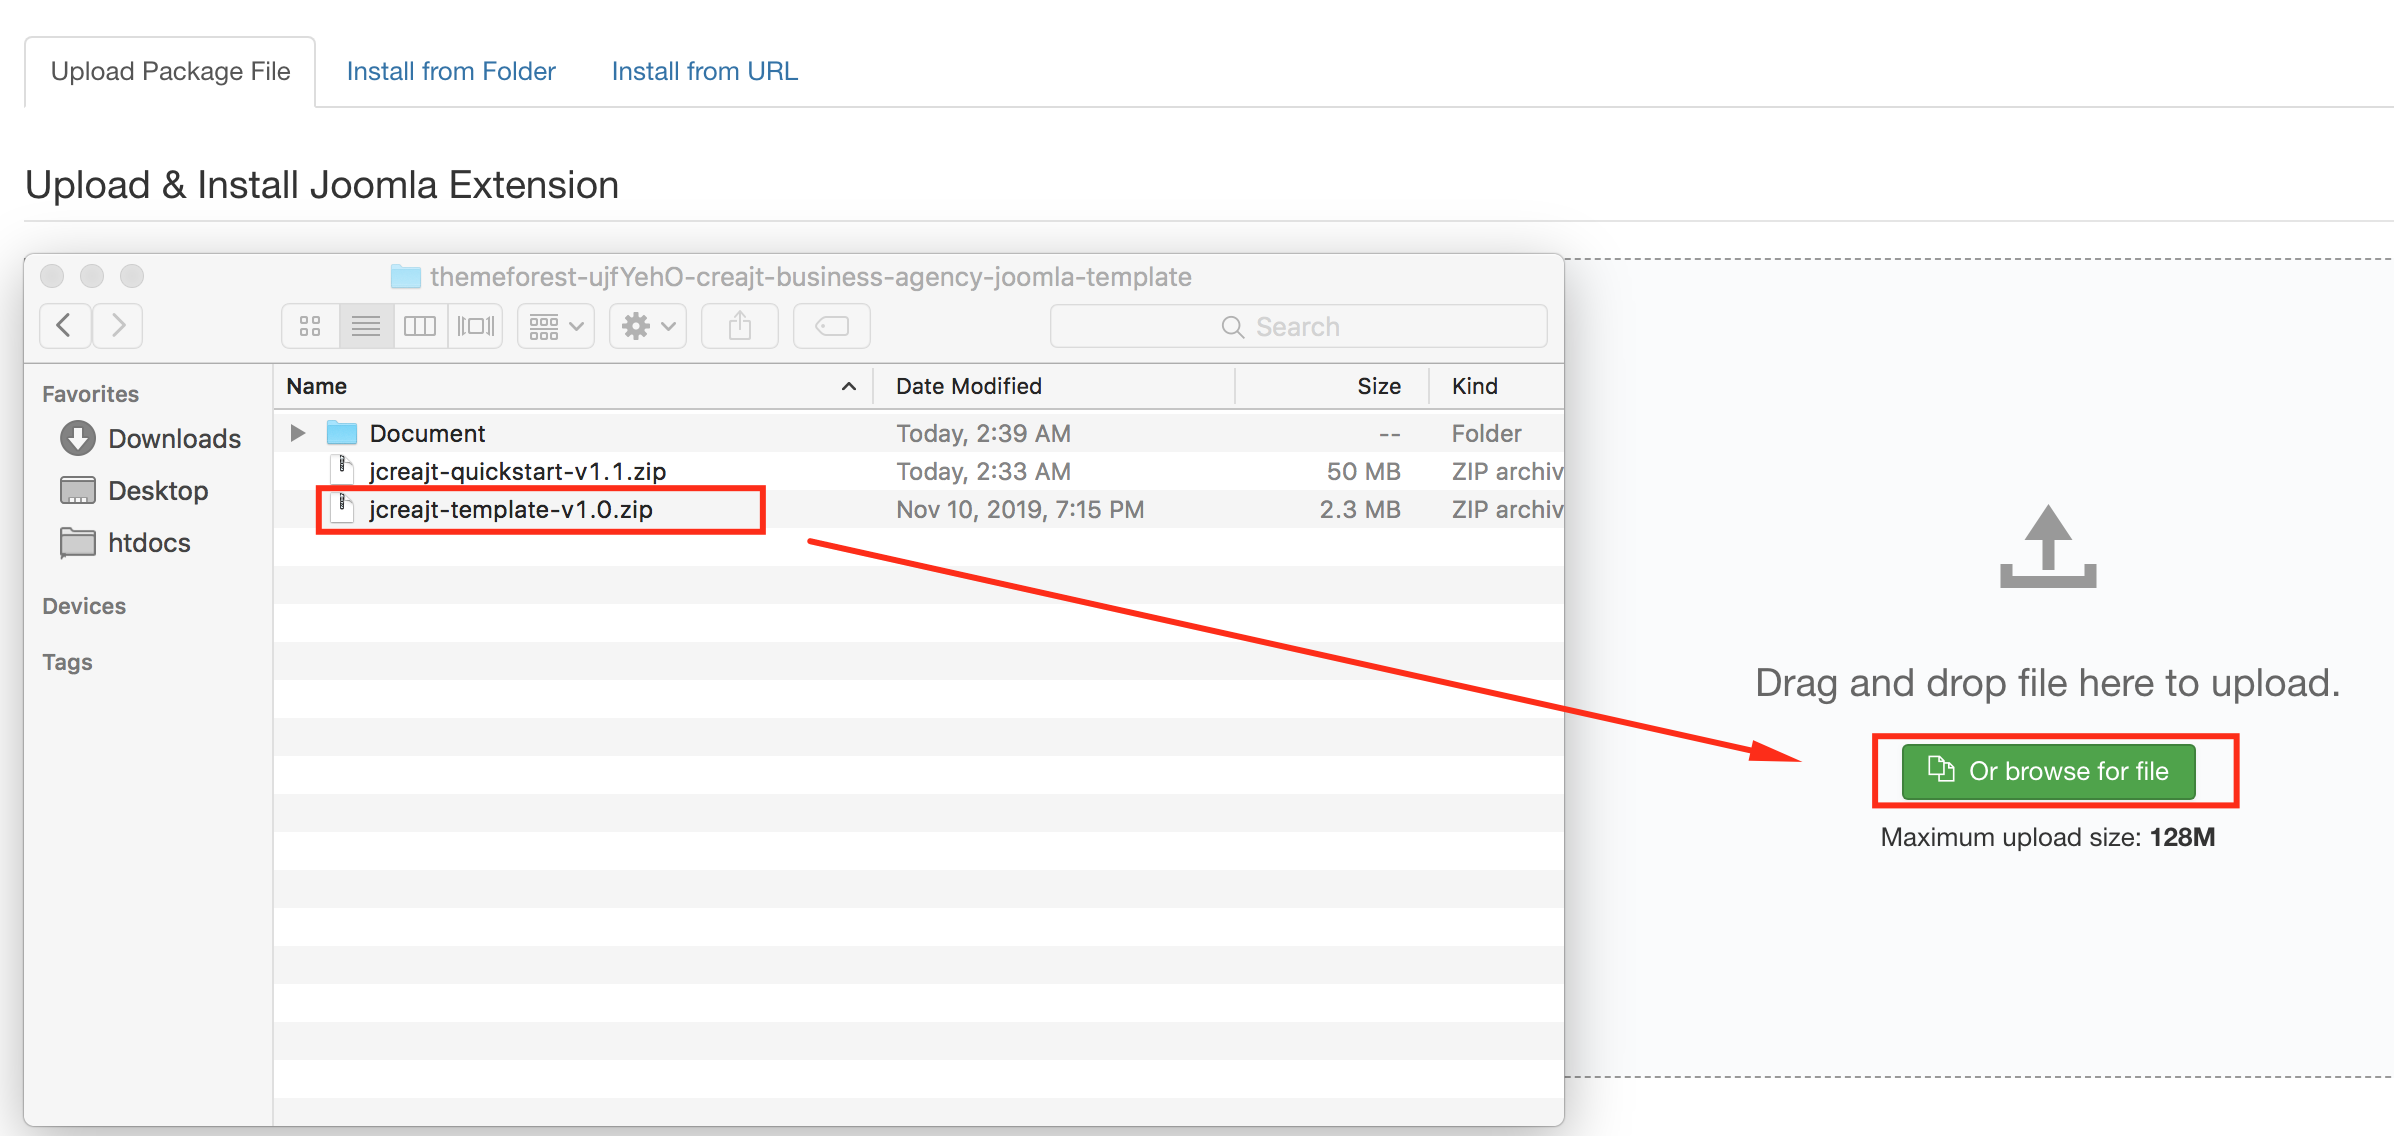 Upload Package File Install from Folder Install from URL
Upload & Install Joomla Extension
themeforest-ujfYehO-creajt-business-agency-joomla-template
Search
Favorites
Downloads
Desktop
htdocs
Devices
Tags
Name Date Modified Size Kind
Document Today, 2:39 AM -- Folder
jcreajt-quickstart-v1.1.zip Today, 2:33 AM 50 MB ZIP archiv
jcreajt-template-v1.0.zip Nov 10, 2019, 7:15 PM 2.3 MB ZIP archiv
Drag and drop file here to upload.
Or browse for file
Maximum upload size: 128M